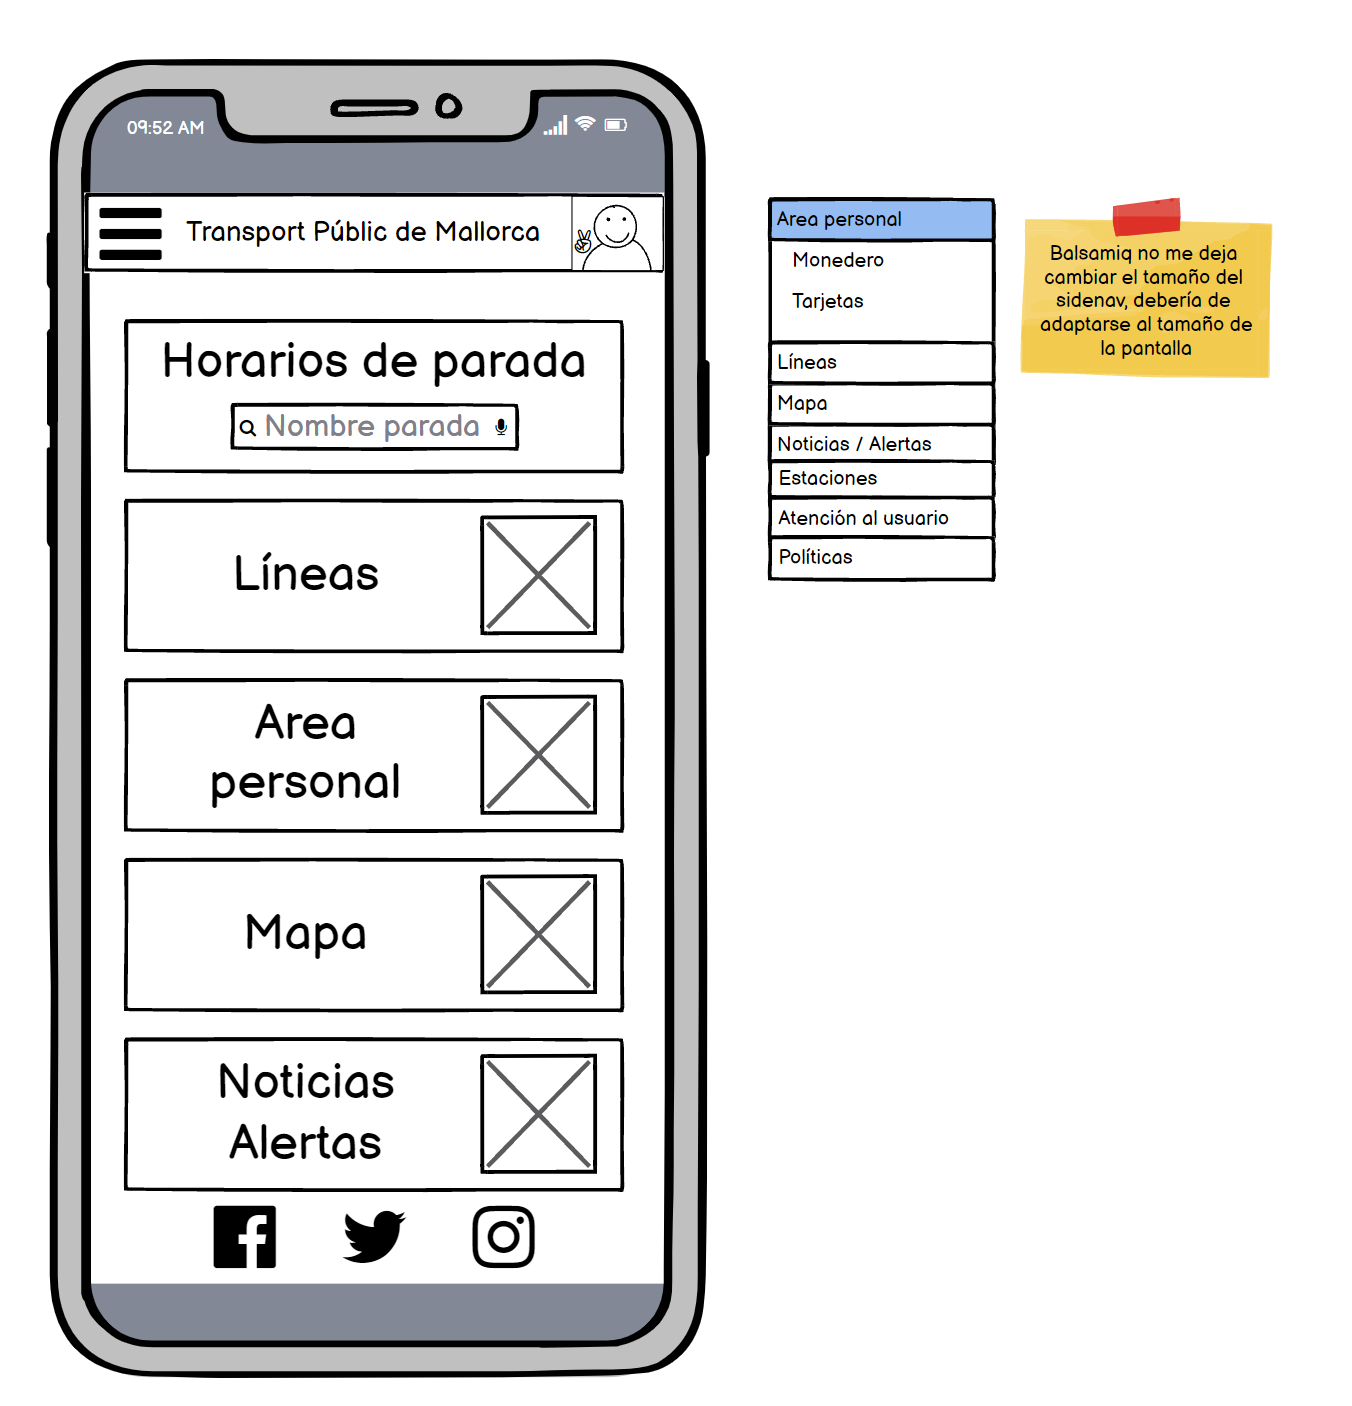 09:52 AM
Transport Públic de Mallorca
Horarios de parada
Nombre parada
Líneas
Area
personal
Mapa
Noticias
Alertas
Area personal
Monedero
Tarjetas
Líneas
Mapa
Noticias / Alertas
Estaciones
Atención al usuario
Políticas
Balsamiq no me deja
cambiar el tamaño del
sidenav, debería de
adaptarse al tamaño de
la pantalla